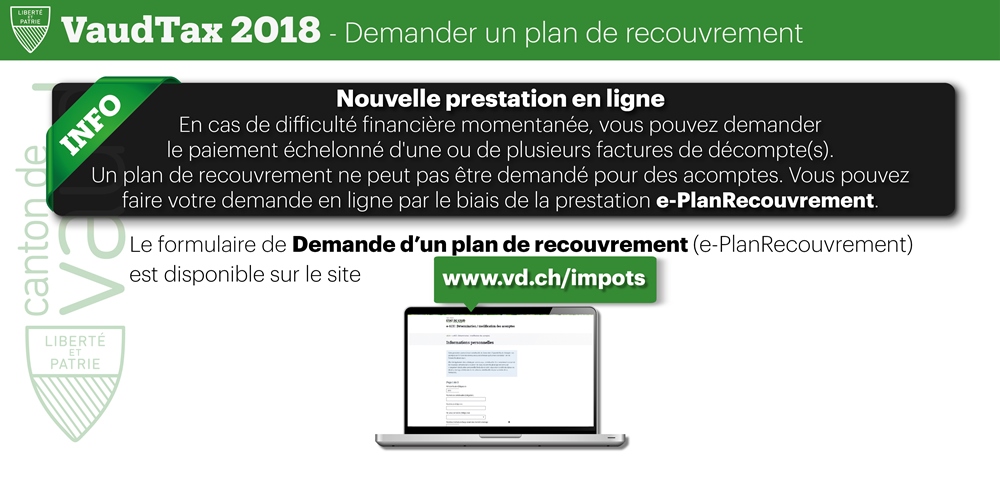 LIBERTÉ
ET
PATRIE
VaudTax 2018 - Demander un plan de recouvrement
INFO
Nouvelle prestation en ligne
En cas de difficulté financière momentanée, vous pouvez demander
le paiement échelonné d'une ou de plusieurs factures de décompte(s).
Un plan de recouvrement ne peut pas être demandé pour des acomptes. Vous pouvez
faire votre demande en ligne par le biais de la prestation e-PlanRecouvrement.
canton de
vaud
LIBERTÉ
ET
PATRIE
Le formulaire de Demande d’un plan de recouvrement (e-PlanRecouvrement)
est disponible sur le site
www.vd.ch/impots
Informations personnelles